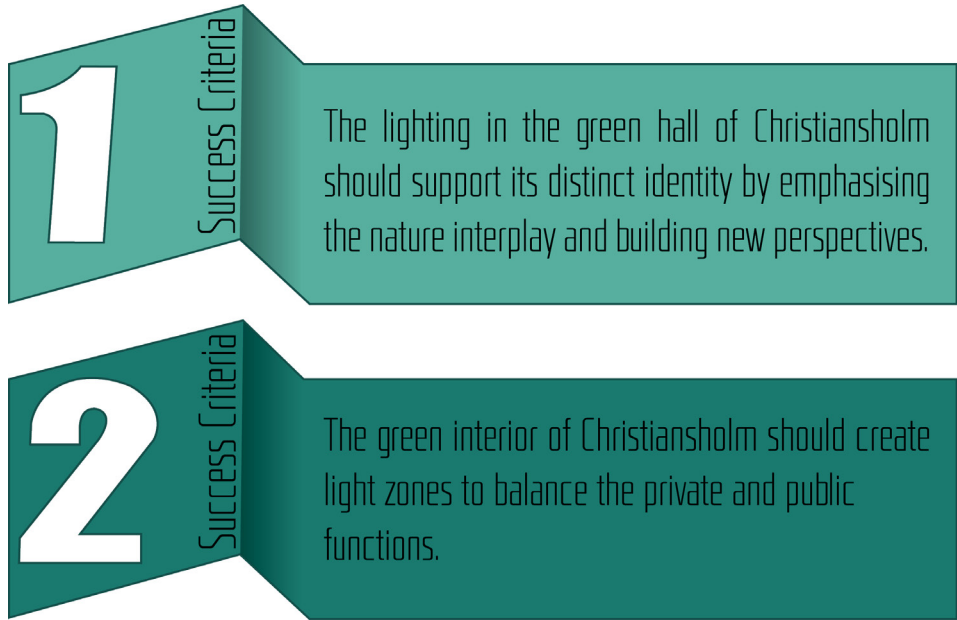 1
Success Criteria
The lighting in the green hall of Christiansholm
should support its distinct identity by emphasising
the nature interplay and building new perspectives.
2
Success Criteria
The green interior of Christiansholm should create
light zones to balance the private and public
functions.